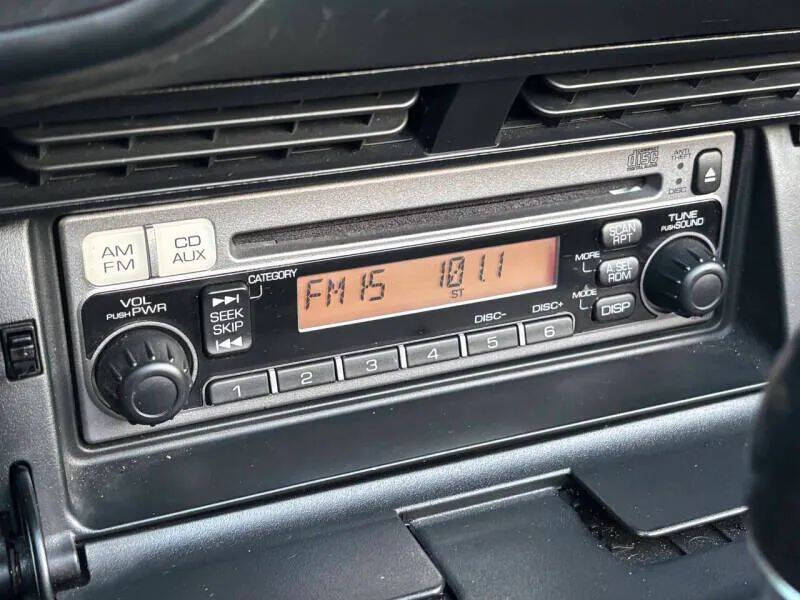 disc
ANTI
THEFT
DISC
AM
FM
CD
AUX
TUNE
PUSH SOUND
SCAN
RPT
CATEGORY
MORE
A.SEL
RDM
VOL
PUSH PWR
SEEK
SKIP
FM 15 101.1
ST
MODE
DISP
DISC- DISC+
1 2 3 4 5 6